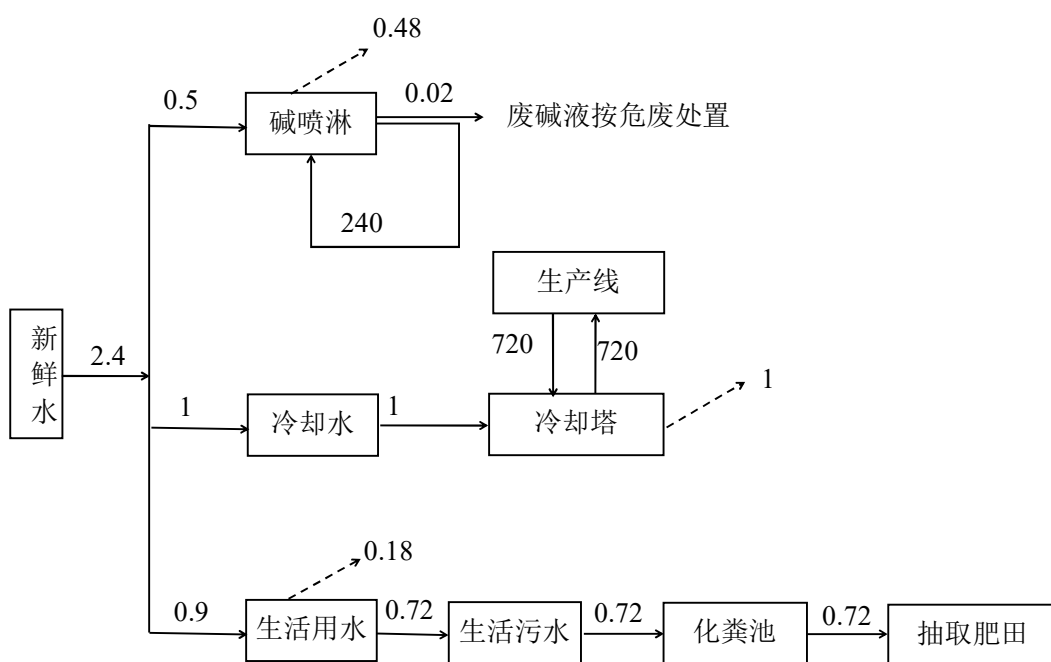 0.48
0.5
碱喷淋
0.02
废碱液按危废处置
240
生产线
新鲜水
2.4
720
720
1
1
冷却水
1
冷却塔
0.18
0.9
生活用水
0.72
生活污水
0.72
化粪池
0.72
抽取肥田